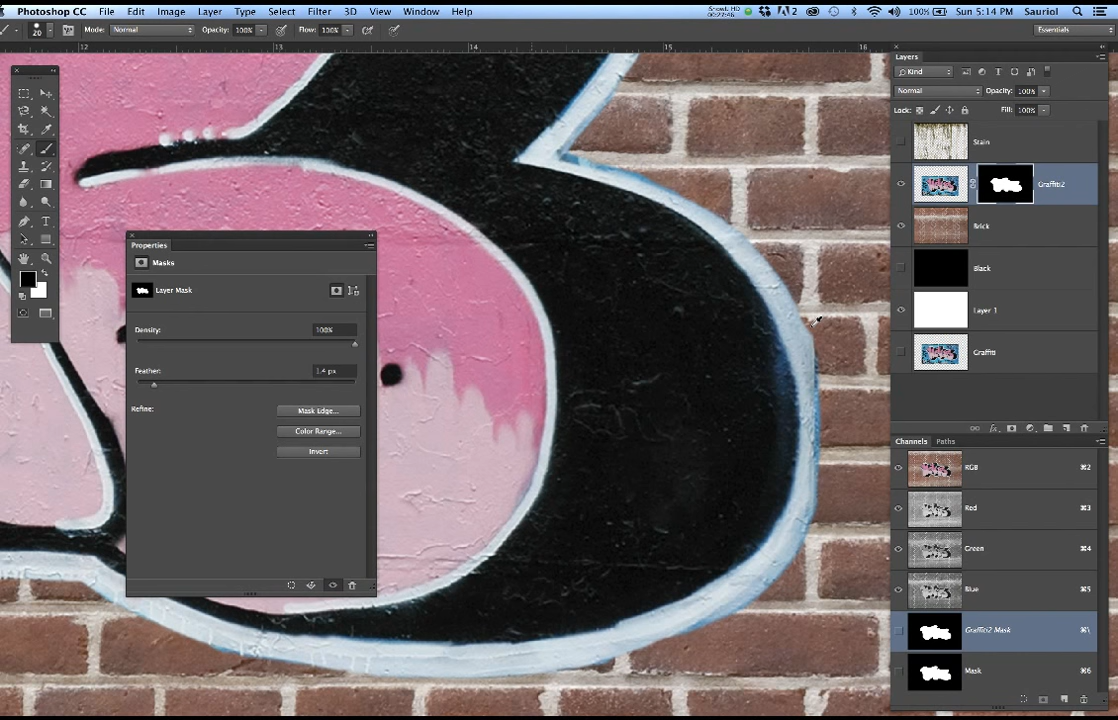 Photoshop CC File Edit Image Layer Type Select Filter 3D View Window Help
2 100% Sun 5:14 PM Sauriol
20 Mode: Normal Opacity: 100% Flow: 100% Essentials
12 13 14 15 16
Layers
Kind
Normal Opacity: 100%
Lock: Fill: 100%
Stain
Graffiti2
Brick
Black
Layer 1
Graffiti
Properties
Masks
Layer Mask
Density: 100%
Feather: 1.4 px
Refine: Mask Edge...
Color Range...
Invert
Channels Paths
RGB ⌘2
Red ⌘3
Green ⌘4
Blue ⌘5
Graffiti2 Mask ⌘\
Mask ⌘6